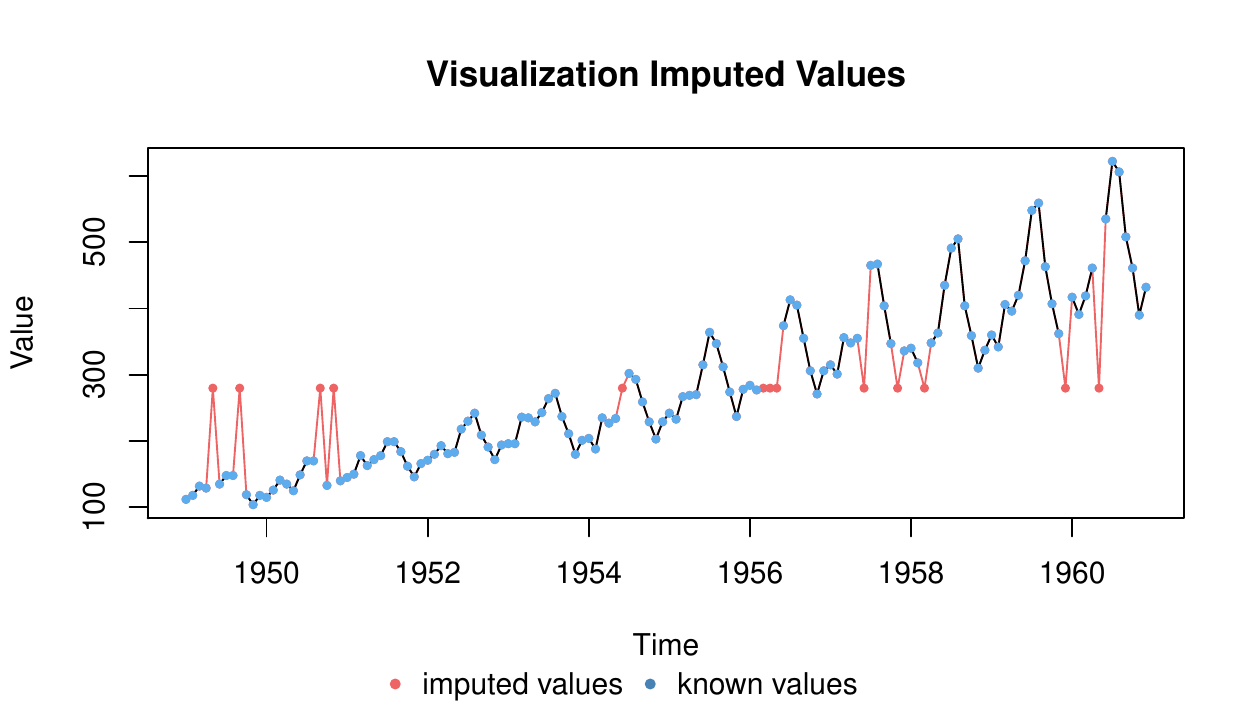 Visualization Imputed Values
Value
500
300
100
1950 1952 1954 1956 1958 1960
Time
imputed values known values